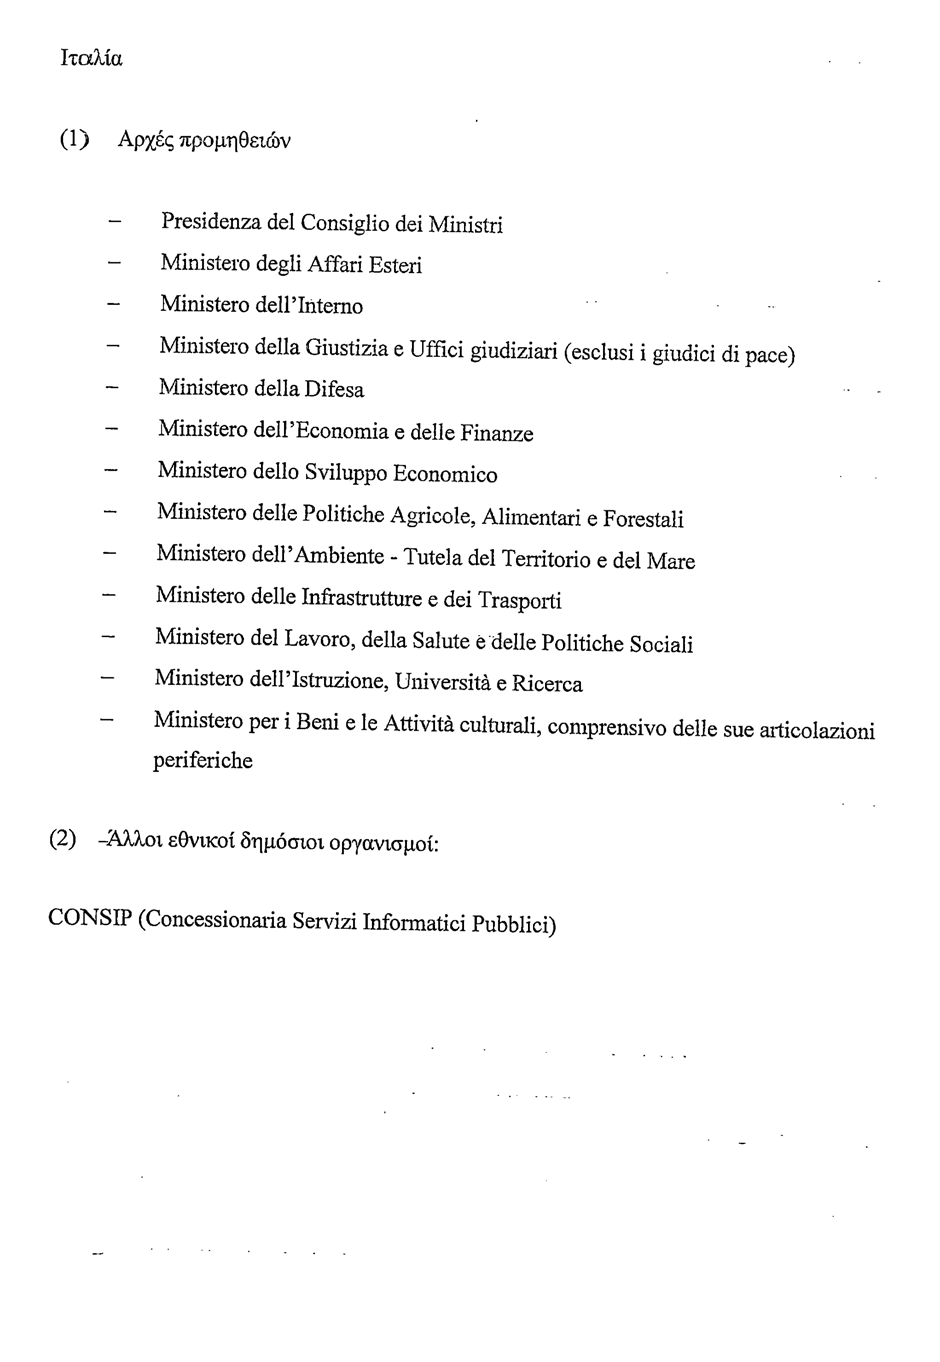 Ιταλία
(1) Αρχές προμηθειών
– Presidenza del Consiglio dei Ministri
– Ministero degli Affari Esteri
– Ministero dell'Interno
– Ministero della Giustizia e Uffici giudiziari (esclusi i giudici di pace)
– Ministero della Difesa
– Ministero dell'Economia e delle Finanze
– Ministero dello Sviluppo Economico
– Ministero delle Politiche Agricole, Alimentari e Forestali
– Ministero dell'Ambiente - Tutela del Territorio e del Mare
– Ministero delle Infrastrutture e dei Trasporti
– Ministero del Lavoro, della Salute e delle Politiche Sociali
– Ministero dell'Istruzione, Università e Ricerca
– Ministero per i Beni e le Attività culturali, comprensivo delle sue articolazioni
periferiche
(2) –Άλλοι εθνικοί δημόσιοι οργανισμοί:
CONSIP (Concessionaria Servizi Informatici Pubblici)